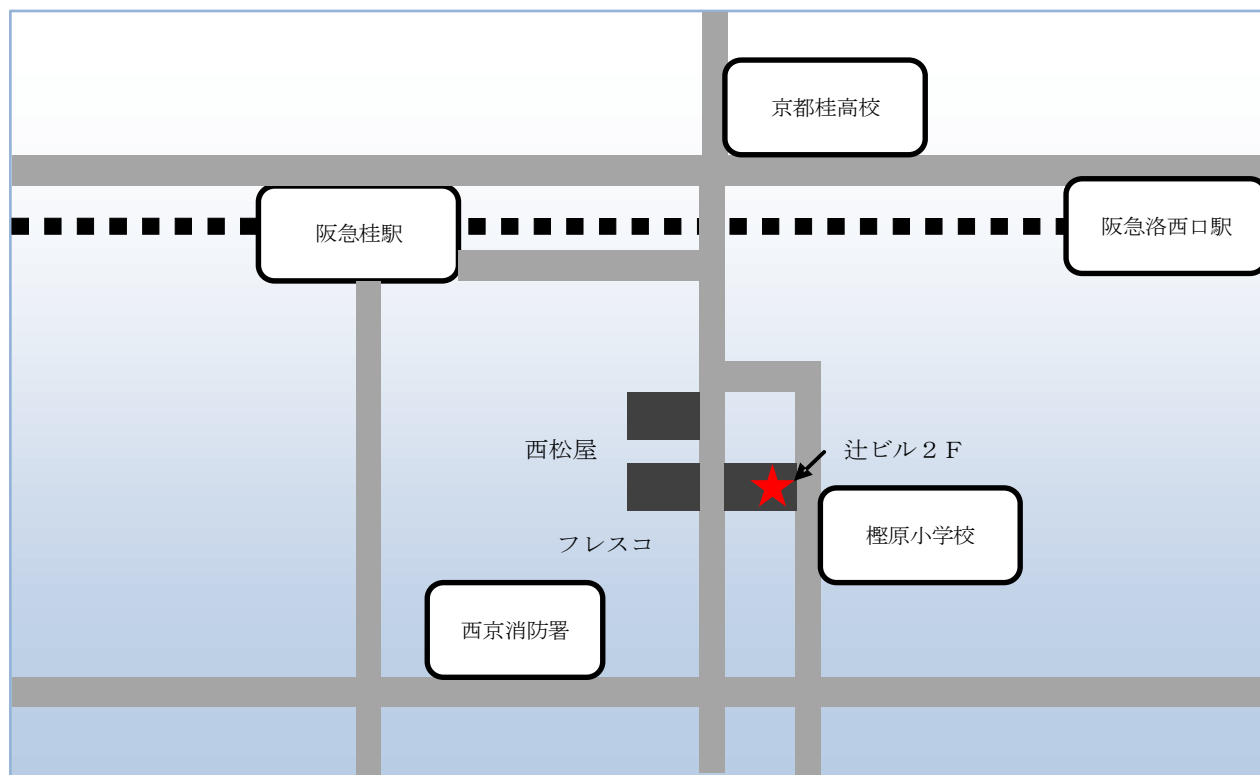 京都桂高校
阪急桂駅
阪急洛西口駅
西松屋
辻ビル２Ｆ
樫原小学校
フレスコ
西京消防署